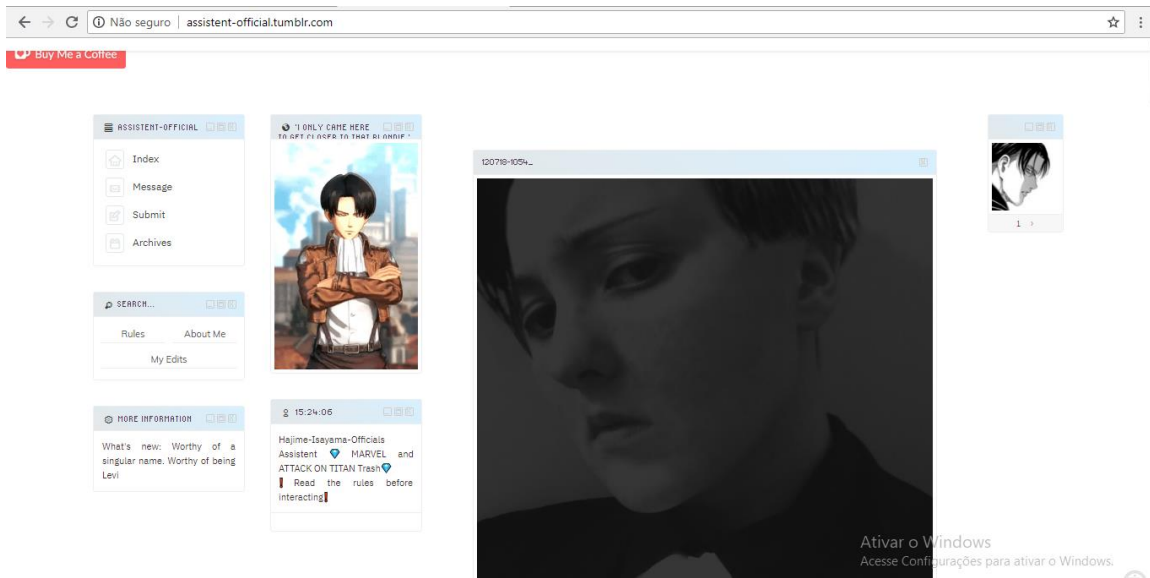 Não seguro | assistent-official.tumblr.com
Buy Me a Coffee
ASSISTENT-OFFICIAL
Index
Message
Submit
Archives
SEARCH...
Rules About Me
My Edits
MORE INFORMATION
What's new: Worthy of a
singular name. Worthy of being
Levi
"I ONLY CAME HERE
TO GET CLOSER TO THAT BLONDIE."
15:24:06
Hajime-Isayama-Officials
Assistent 💎 MARVEL and
ATTACK ON TITAN Trash💎
Read the rules before
interacting
120718-1054_
1 ›
Ativar o Windows
Acesse Configurações para ativar o Windows.